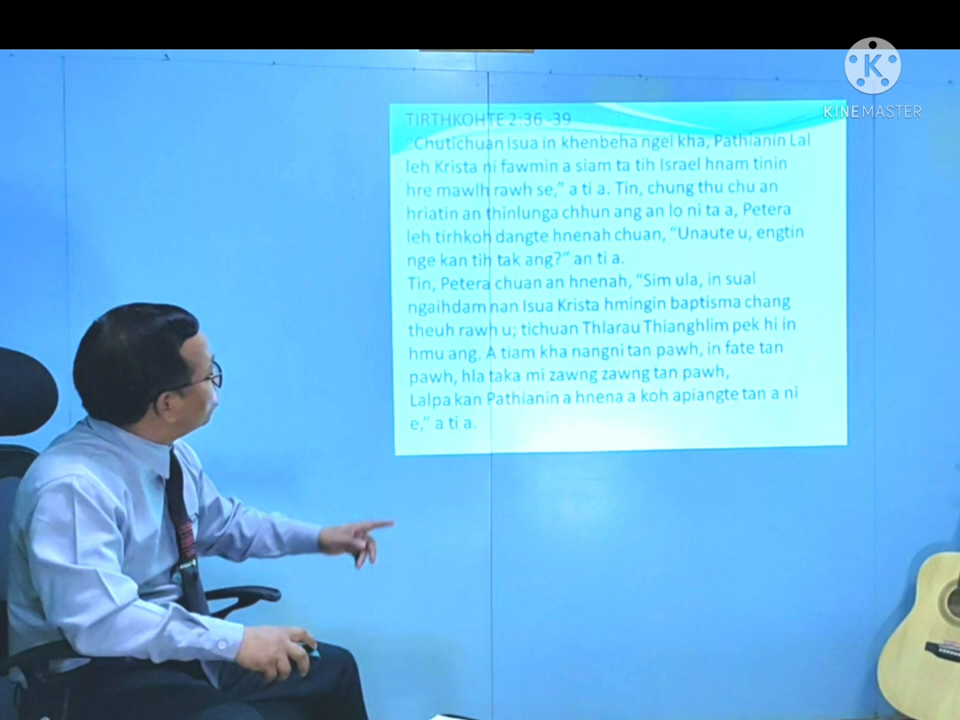 K
KINEMASTER
TIRTHKOHTE 2:36 -39
"Chutichuan Isua in khenbeha ngei kha, Pathianin Lal
leh Krista ni fawmin a siam ta tih Israel hnam tinin
hre mawlh rawh se," a ti a. Tin, chung thu chu an
hriatin an thinlunga chhun ang an lo ni ta a, Petera
leh tirhkoh dangte hnenah chuan, "Unaute u, engtin
nge kan tih tak ang?" an ti a.
Tin, Petera chuan an hnenah, "Sim ula, in sual
ngaihdam nan Isua Krista hmingin baptisma chang
theuh rawh u; tichuan Thlarau Thianghlim pek hi in
hmu ang. A tiam kha nangni tan pawh, in fate tan
pawh, hla taka mi zawng zawng tan pawh,
Lalpa kan Pathianin a hnena a koh apiangte tan a ni
e," a ti a.